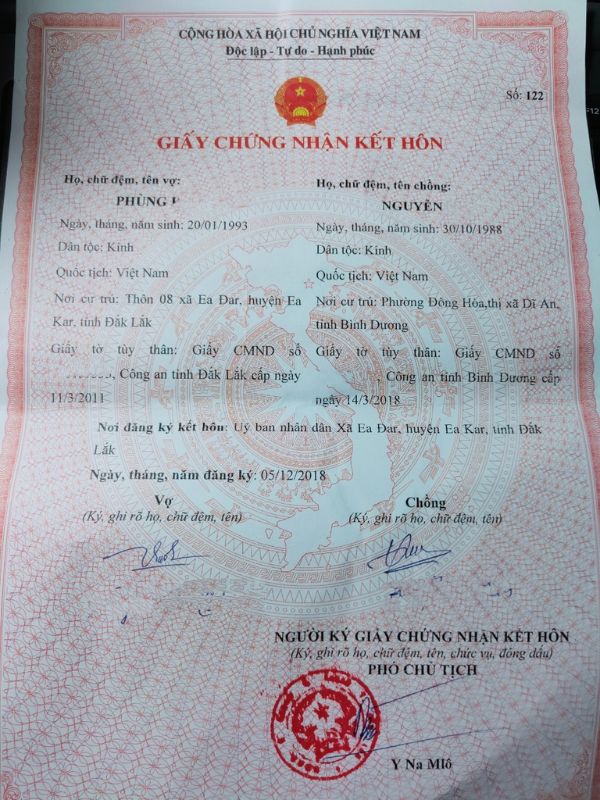 CỘNG HÒA XÃ HỘI CHỦ NGHĨA VIỆT NAM
Độc lập - Tự do - Hạnh phúc
Số: 122
F12
GIẤY CHỨNG NHẬN KẾT HÔN
Họ, chữ đệm, tên vợ:
PHÙNG
Ngày, tháng, năm sinh: 20/01/1993
Dân tộc: Kinh
Quốc tịch: Việt Nam
Nơi cư trú: Thôn 08 xã Ea Đar, huyện Ea
Kar, tỉnh Đắk Lắk
Giấy tờ tùy thân: Giấy CMND số
, Công an tỉnh Đắk Lắk cấp ngày
11/3/2011
Họ, chữ đệm, tên chồng:
NGUYỄN
Ngày, tháng, năm sinh: 30/10/1988
Dân tộc: Kinh
Quốc tịch: Việt Nam
Nơi cư trú: Phường Đông Hòa,thị xã Dĩ An,
tỉnh Bình Dương
Giấy tờ tùy thân: Giấy CMND số
, Công an tỉnh Bình Dương cấp
ngày 14/3/2018
Nơi đăng ký kết hôn: Uỷ ban nhân dân Xã Ea Đar, huyện Ea Kar, tỉnh Đắk
Lắk
Ngày, tháng, năm đăng ký: 05/12/2018
Vợ
(Ký, ghi rõ họ, chữ đệm, tên)
Chồng
(Ký, ghi rõ họ, chữ đệm, tên)
NGƯỜI KÝ GIẤY CHỨNG NHẬN KẾT HÔN
(Ký, ghi rõ họ, chữ đệm, tên, chức vụ, đóng dấu)
PHÓ CHỦ TỊCH
Y Na Mlô